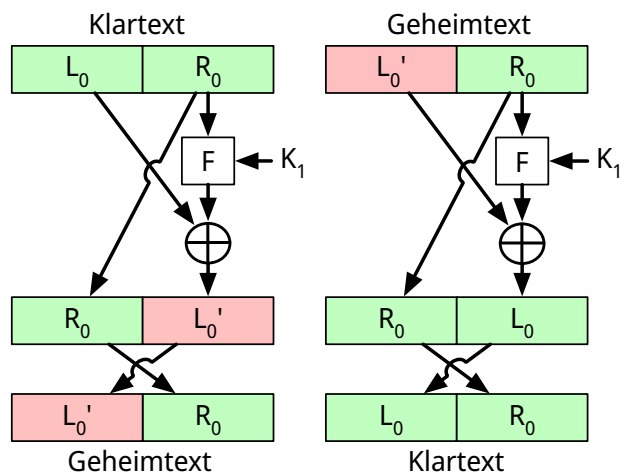 Klartext
L₀ R₀
F
K₁
R₀ L₀'
L₀' R₀
Geheimtext
Geheimtext
L₀' R₀
F
K₁
R₀ L₀
L₀ R₀
Klartext